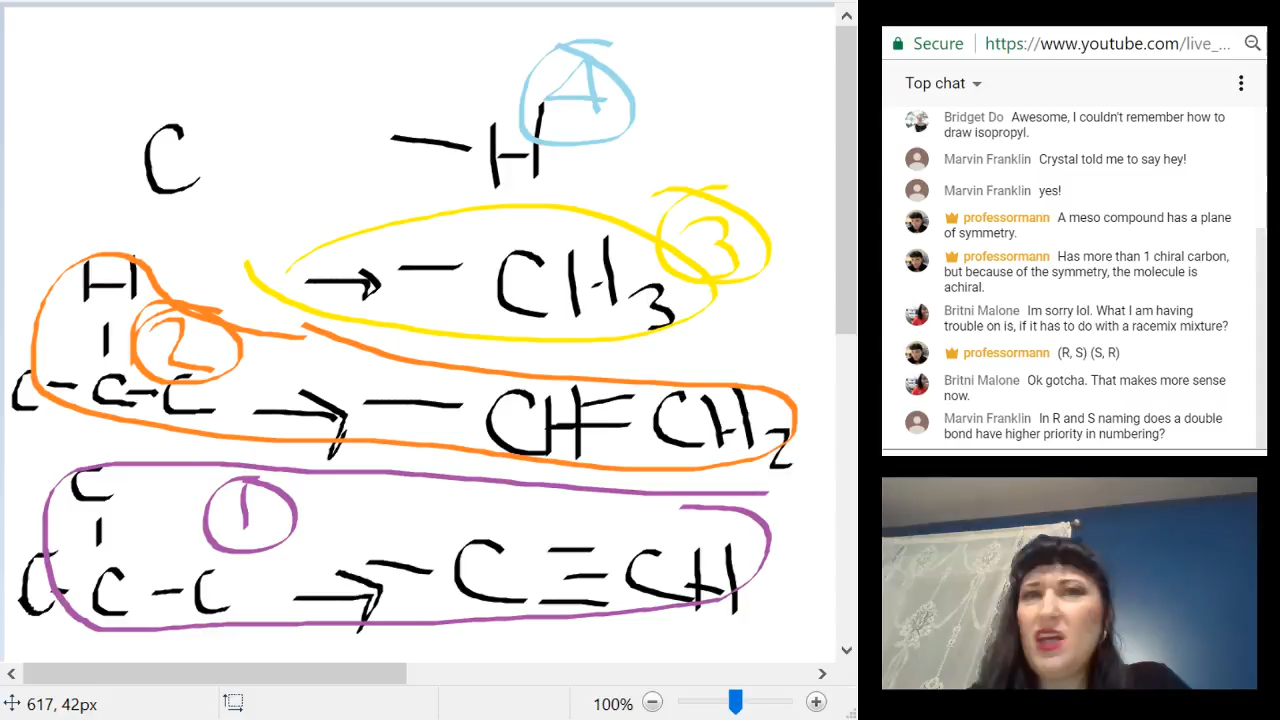 4
C
— H
3
→ — CH3
H
|
2
C - C - C → — CH = CH2
C
1
|
C - C - C → — C ≡ CH
617, 42px
100%
Secure
https://www.youtube.com/live_...
Top chat
Bridget Do Awesome, I couldn't remember how to
draw isopropyl.
Marvin Franklin Crystal told me to say hey!
Marvin Franklin yes!
professormann A meso compound has a plane
of symmetry.
professormann Has more than 1 chiral carbon,
but because of the symmetry, the molecule is
achiral.
Britni Malone Im sorry lol. What I am having
trouble on is, if it has to do with a racemix mixture?
professormann (R, S) (S, R)
Britni Malone Ok gotcha. That makes more sense
now.
Marvin Franklin In R and S naming does a double
bond have higher priority in numbering?